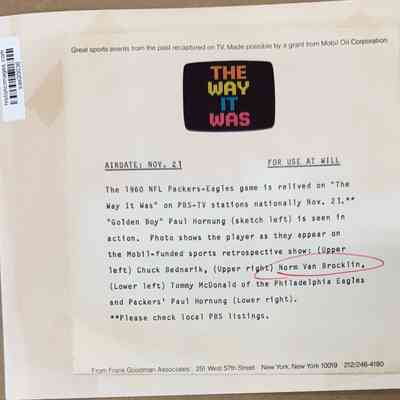 Great sports events from the past recaptured on TV. Made possible by a grant from Mobil Oil Corporation
THE
WAY
IT
WAS
AIRDATE: NOV. 21
FOR USE AT WILL
The 1960 NFL Packers-Eagles game is relived on "The
Way it Was" on PBS-TV stations nationally Nov. 21.**
"Golden Boy" Paul Hornung (sketch left) is seen in
action. Photo shows the player as they appear on
the Mobil-funded sports retrospective show: (Upper
left) Chuck Bednarik, (Upper right) Norm Van Brocklin,
(Lower left) Tommy McDonald of the Philadelphia Eagles
and Packers' Paul Hornung (Lower right).
**Please check local PBS listings.
From Frank Goodman Associates 251 West 57th Street New York, New York 10019 212/246-4180